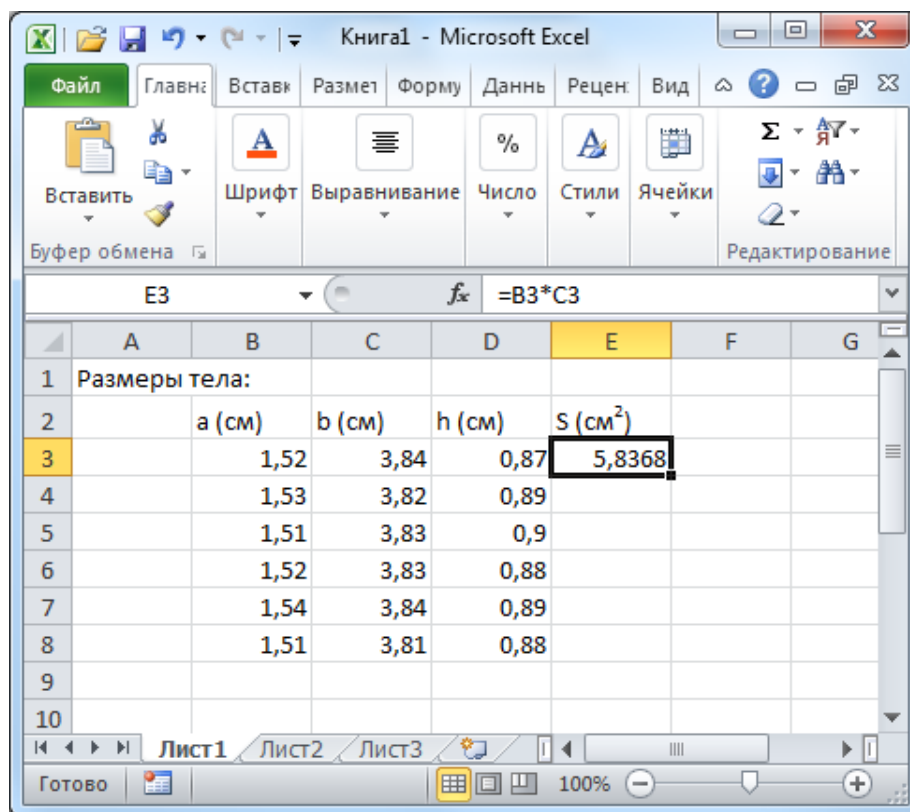 Книга1 - Microsoft Excel
Файл Главна Вставк Размет Форму Даннь Рецен: Вид
Вставить Шрифт Выравнивание Число Стили Ячейки
Буфер обмена Редактирование
E3 fx =B3*C3
A B C D E F G
1 Размеры тела:
2 a (см) b (см) h (см) S (см²)
3 1,52 3,84 0,87 5,8368
4 1,53 3,82 0,89
5 1,51 3,83 0,9
6 1,52 3,83 0,88
7 1,54 3,84 0,89
8 1,51 3,81 0,88
9
10
Лист1 Лист2 Лист3
Готово 100%